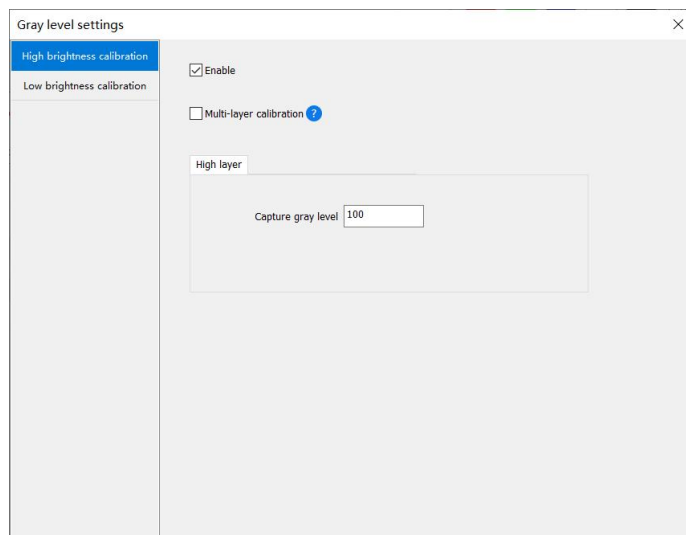 Gray level settings
High brightness calibration
Low brightness calibration
Enable
Multi-layer calibration ?
High layer
Capture gray level 100